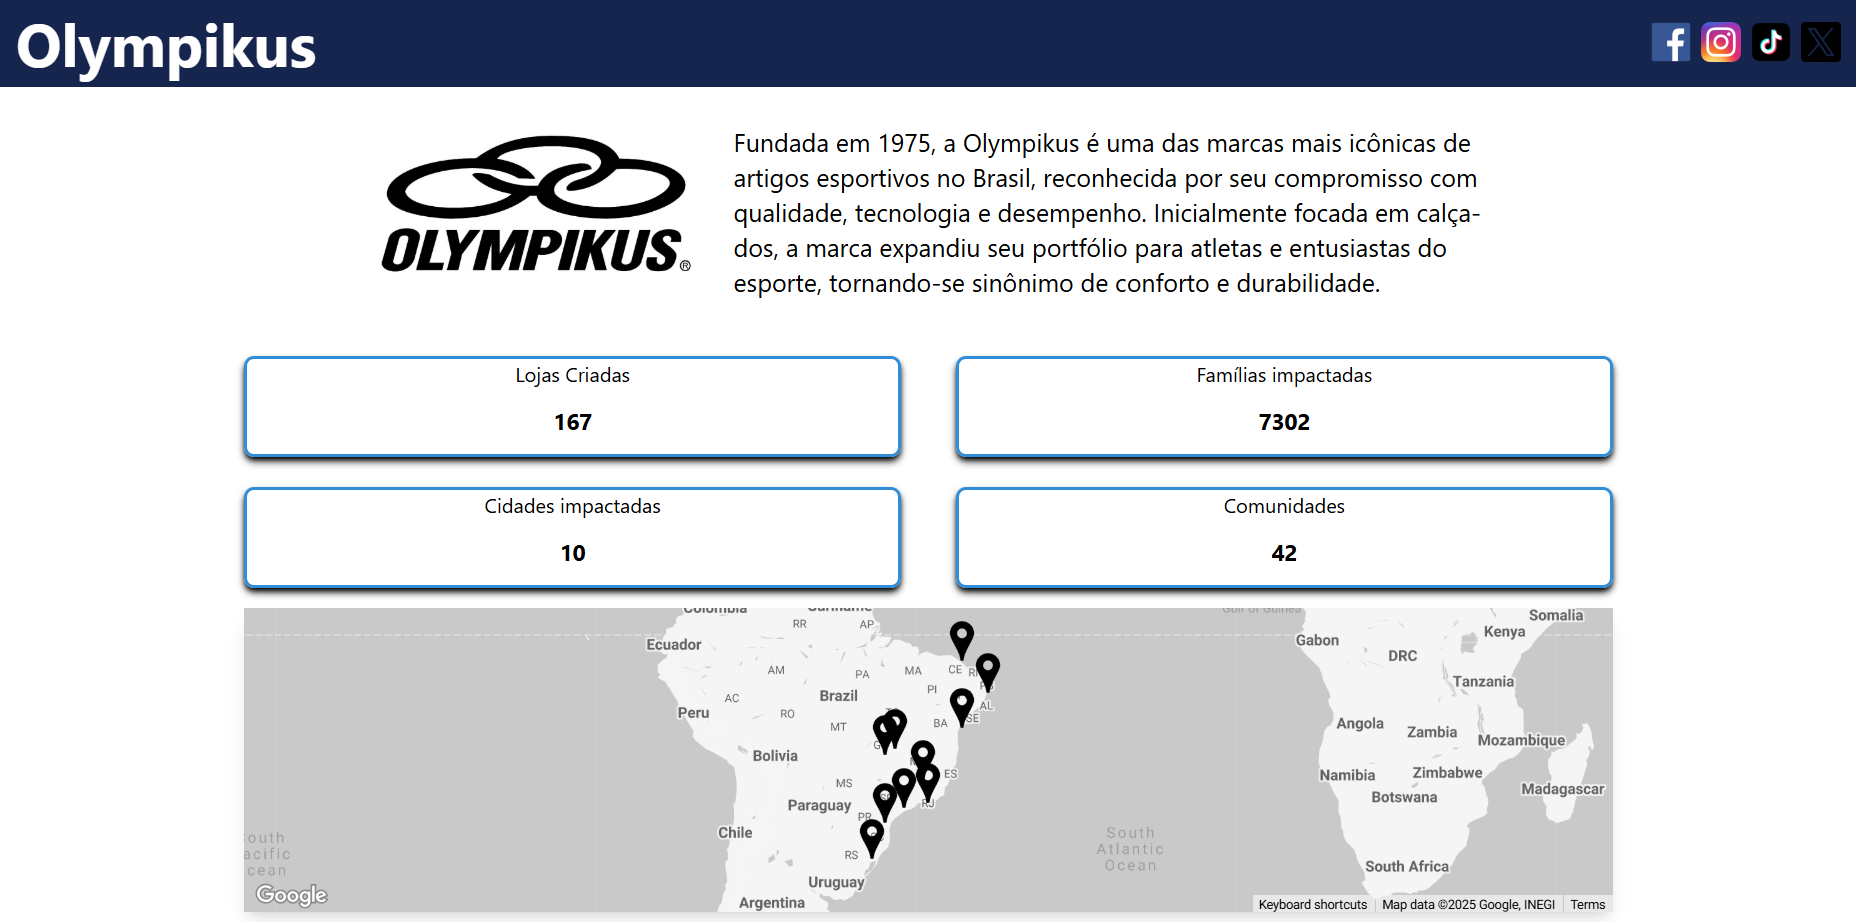 Olympikus
OLYMPIKUS®
Fundada em 1975, a Olympikus é uma das marcas mais icônicas de
artigos esportivos no Brasil, reconhecida por seu compromisso com
qualidade, tecnologia e desempenho. Inicialmente focada em calça-
dos, a marca expandiu seu portfólio para atletas e entusiastas do
esporte, tornando-se sinônimo de conforto e durabilidade.
Lojas Criadas
167
Famílias impactadas
7302
Cidades impactadas
10
Comunidades
42
Colombia
Suriname
Gulf of Guinea
Somalia
RR
AP
Kenya
Ecuador
Gabon
DRC
AM
PA
MA
CE
Tanzania
AC
Brazil
PI
AL
Peru
RO
MT
BA
SE
Angola
Zambia
Mozambique
Bolivia
ES
Namibia
Zimbabwe
MS
Botswana
Madagascar
Paraguay
RJ
PR
Chile
South
Atlantic
Ocean
RS
South Africa
Uruguay
Argentina
Google
Keyboard shortcuts
Map data ©2025 Google, INEGI
Terms